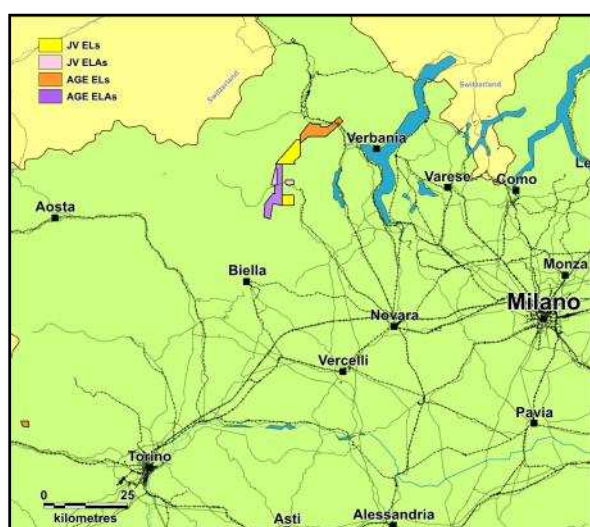 JV ELs
JV ELAs
AGE ELs
AGE ELAs
Switzerland
Switzerland
Verbania
Varese
Como
Le
Aosta
Biella
Monza
Milano
Novara
Vercelli
Pavia
Torino
0 25
kilometres
Asti
Alessandria